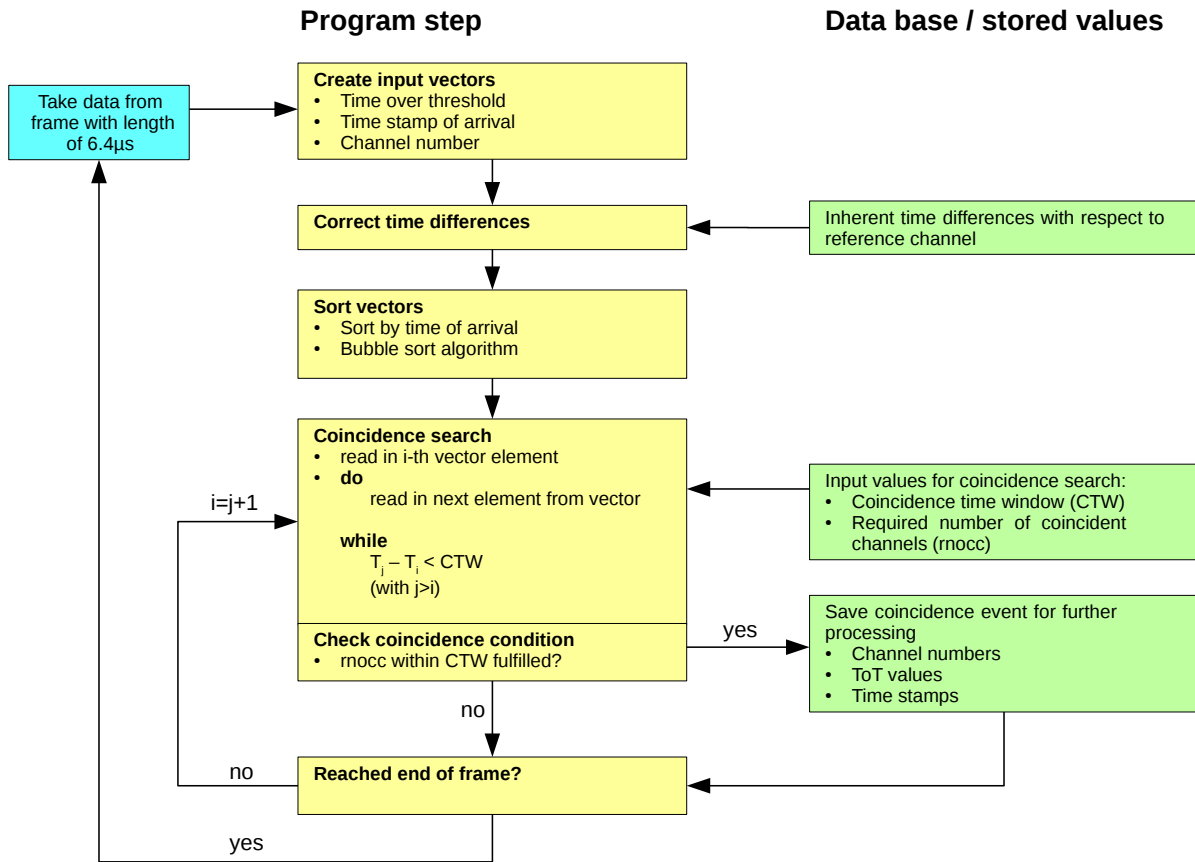 Program step
Data base / stored values
Take data from
frame with length
of 6.4µs
Create input vectors
• Time over threshold
• Time stamp of arrival
• Channel number
Correct time differences
Inherent time differences with respect to
reference channel
Sort vectors
• Sort by time of arrival
• Bubble sort algorithm
Coincidence search
• read in i-th vector element
• do
read in next element from vector
while
Tj – Ti < CTW
(with j>i)
i=j+1
Input values for coincidence search:
• Coincidence time window (CTW)
• Required number of coincident
channels (rnocc)
Check coincidence condition
• rnocc within CTW fulfilled?
yes
Save coincidence event for further
processing
• Channel numbers
• ToT values
• Time stamps
no
Reached end of frame?
no
yes